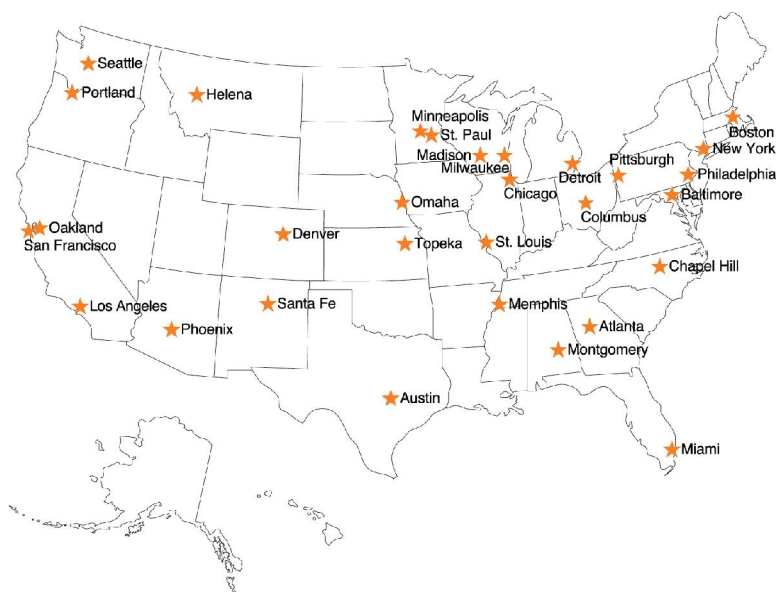 Seattle
Portland
Helena
Minneapolis
St. Paul
Madison
Milwaukee
Chicago
Detroit
Pittsburgh
Boston
New York
Philadelphia
Baltimore
Columbus
Omaha
Oakland
San Francisco
Denver
Topeka
St. Louis
Chapel Hill
Los Angeles
Phoenix
Santa Fe
Memphis
Atlanta
Montgomery
Austin
Miami